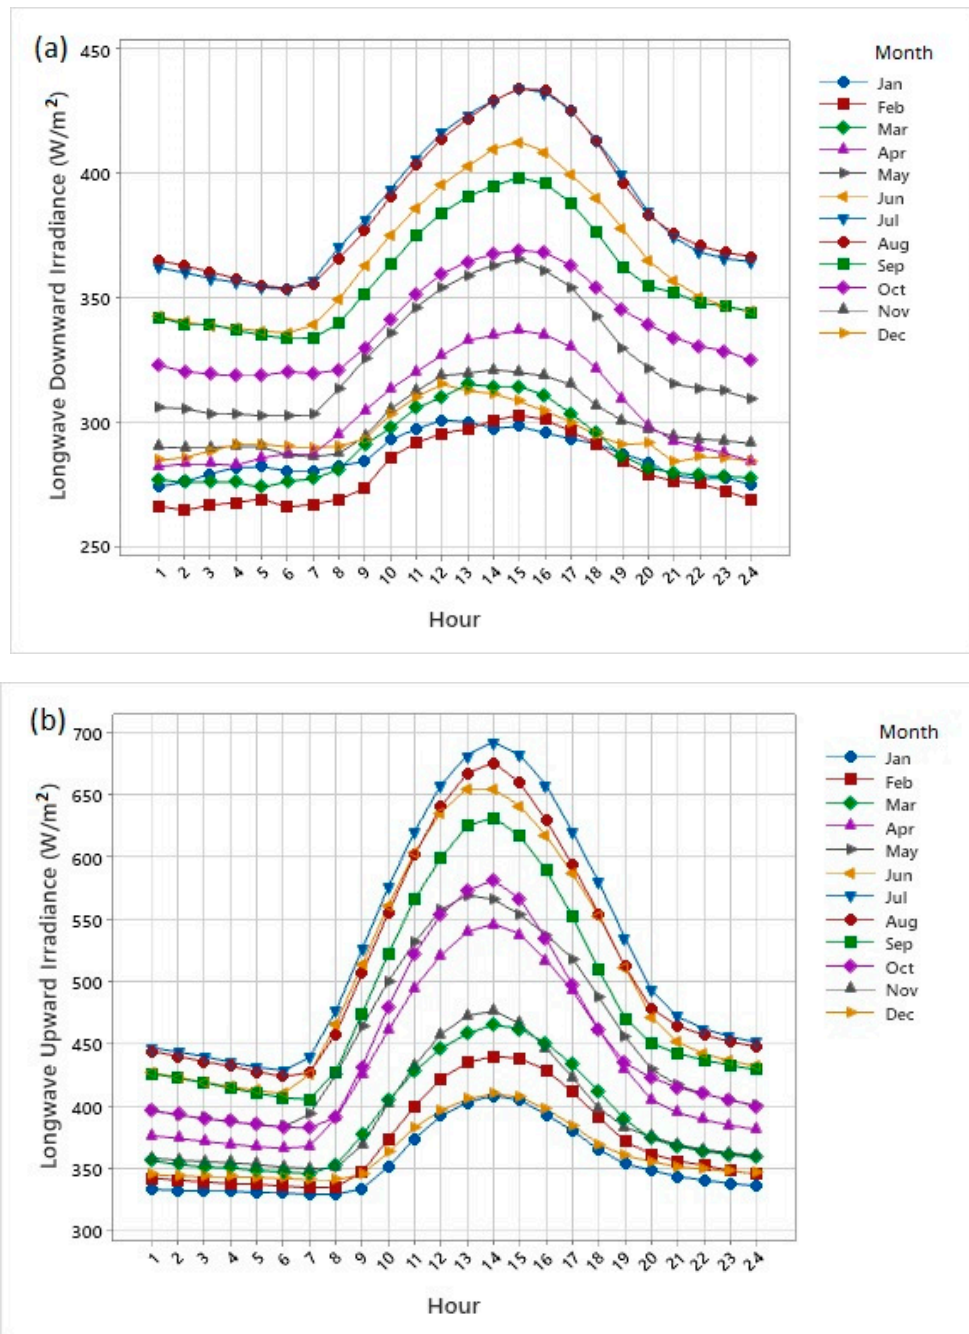 (a)
Longwave Downward Irradiance (W/m²)
450
400
350
300
250
1 2 3 4 5 6 7 8 9 10 11 12 13 14 15 16 17 18 19 20 21 22 23 24
Hour
Month
Jan
Feb
Mar
Apr
May
Jun
Jul
Aug
Sep
Oct
Nov
Dec
(b)
Longwave Upward Irradiance (W/m²)
700
650
600
550
500
450
400
350
300
1 2 3 4 5 6 7 8 9 10 11 12 13 14 15 16 17 18 19 20 21 22 23 24
Hour
Month
Jan
Feb
Mar
Apr
May
Jun
Jul
Aug
Sep
Oct
Nov
Dec